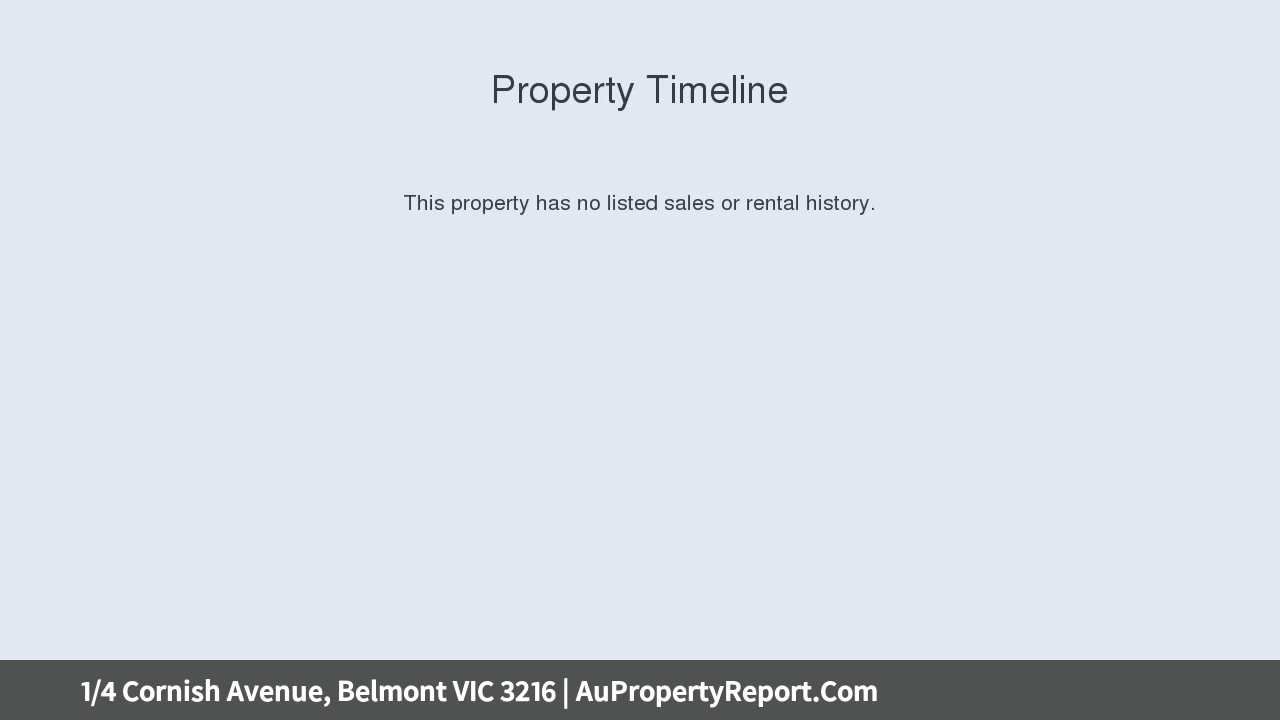 Property Timeline
This property has no listed sales or rental history.
1/4 Cornish Avenue, Belmont VIC 3216 | AuPropertyReport.Com